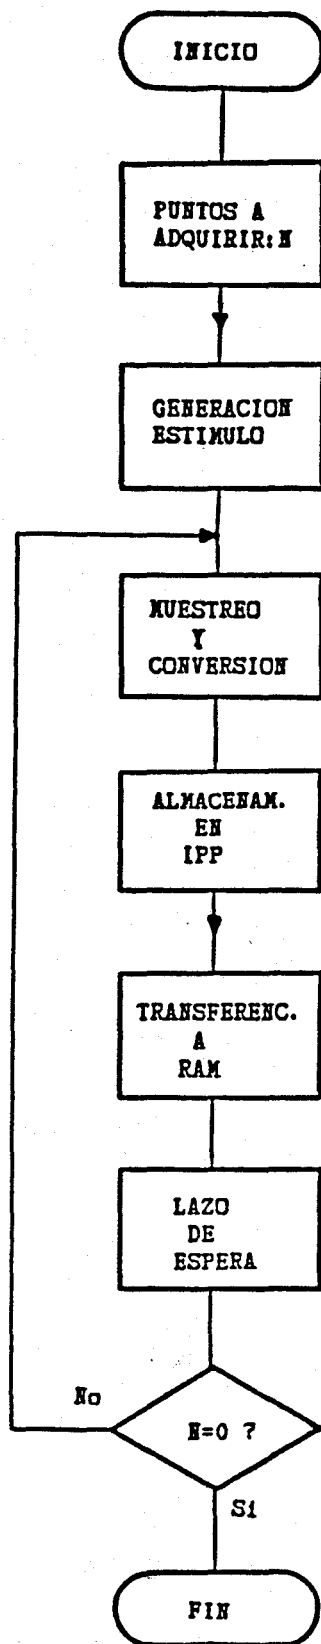 INICIO
PUNTOS A
ADQUIRIR:N
GENERACION
ESTIMULO
MUESTREO
Y
CONVERSION
ALMACENAM.
EN
IPP
TRANSFERENC.
A
RAM
LAZO
DE
ESPERA
No
N=0 ?
Si
FIN